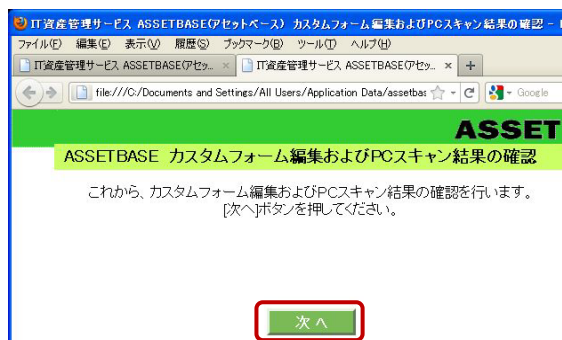 IT資産管理サービス ASSETBASE(アセットベース) カスタムフォーム編集およびPCスキャン結果の確認 -
ファイル(F) 編集(E) 表示(V) 履歴(S) ブックマーク(B) ツール(T) ヘルプ(H)
IT資産管理サービス ASSETBASE(アセッ... × IT資産管理サービス ASSETBASE(アセッ... × +
file:///C:/Documents and Settings/All Users/Application Data/assetbas Google
ASSET
ASSETBASE カスタムフォーム編集およびPCスキャン結果の確認
これから、カスタムフォーム編集およびPCスキャン結果の確認を行います。
[次へ]ボタンを押してください。
次 へ